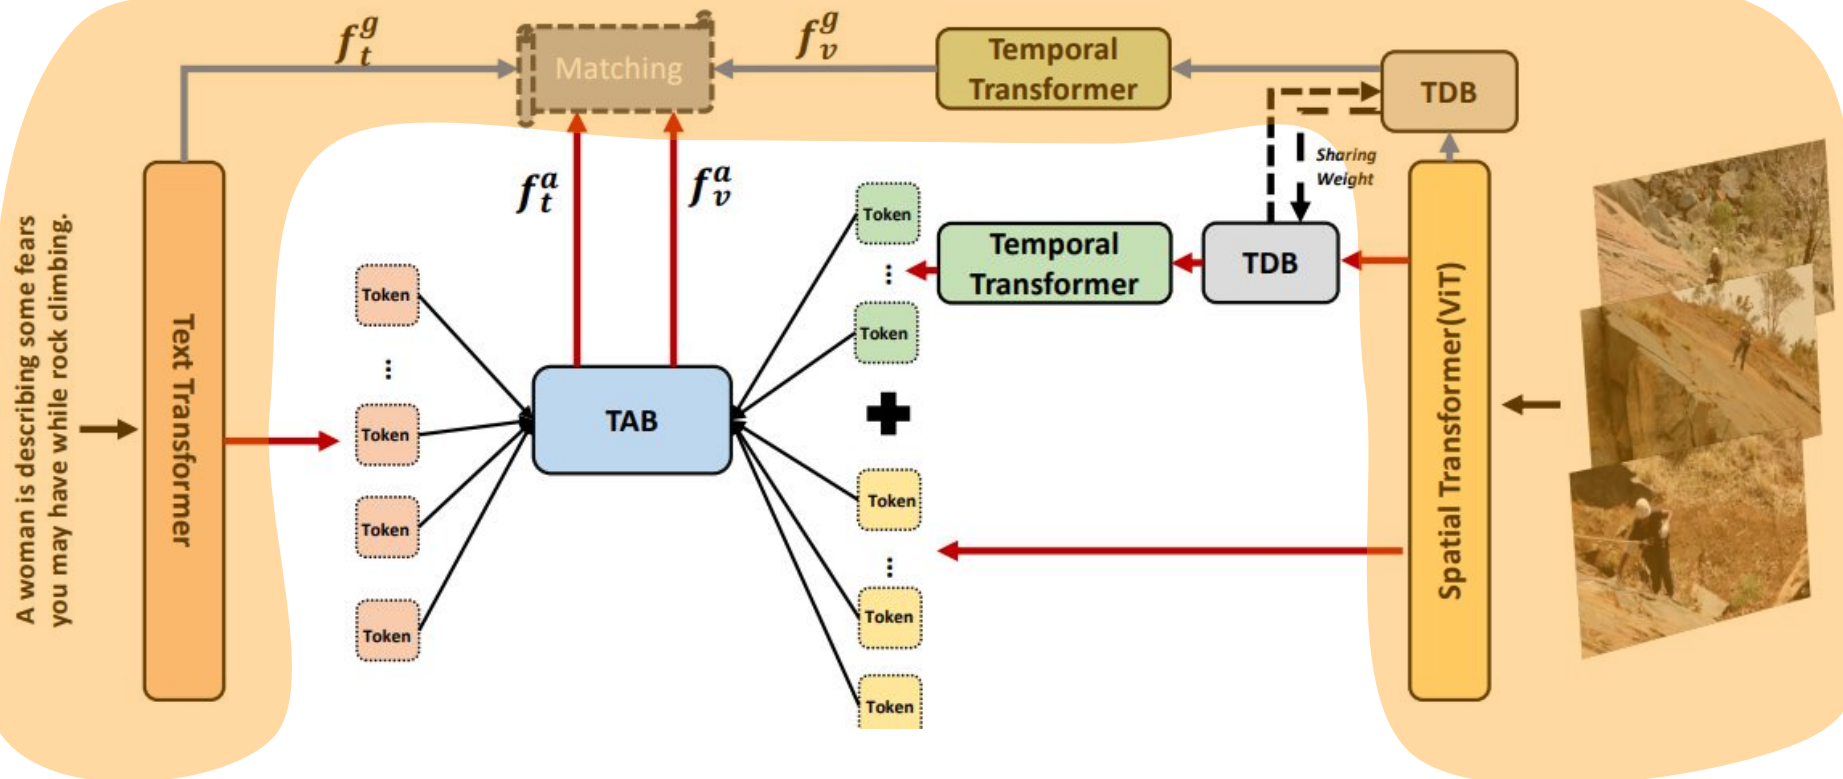 f_t^g
Matching
f_v^g
Temporal
Transformer
TDB
Sharing
Weight
f_t^a
f_v^a
A woman is describing some fears
you may have while rock climbing.
Text Transformer
Token
...
Token
Token
Token
TAB
Token
...
Token
+
Token
...
Token
Token
Temporal
Transformer
TDB
Spatial Transformer(ViT)